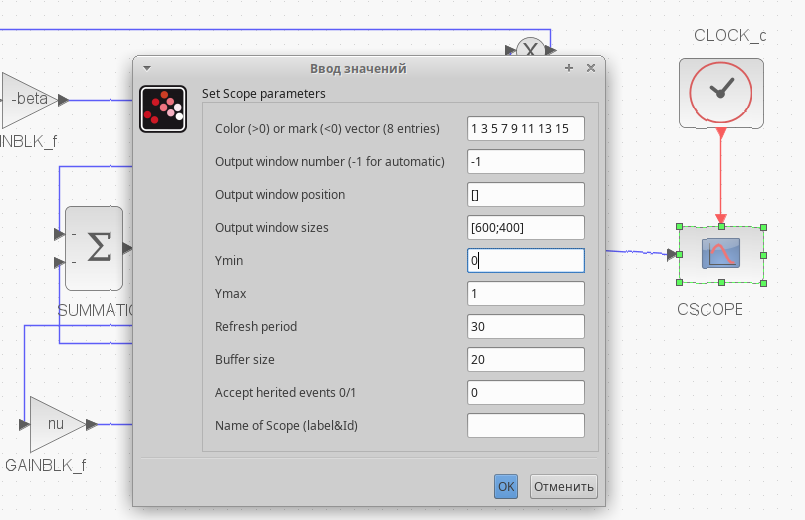 CLOCK_c
X
Ввод значений
-beta
Set Scope parameters
Color (>0) or mark (<0) vector (8 entries)
1 3 5 7 9 11 13 15
NBLK_f
Output window number (-1 for automatic)
-1
Output window position
[]
Output window sizes
[600;400]
-
-
Σ
Ymin
0
SUMMATIO
Ymax
1
CSCOPE
Refresh period
30
Buffer size
20
Accept herited events 0/1
0
nu
Name of Scope (label&Id)
GAINBLK_f
OK
Отменить